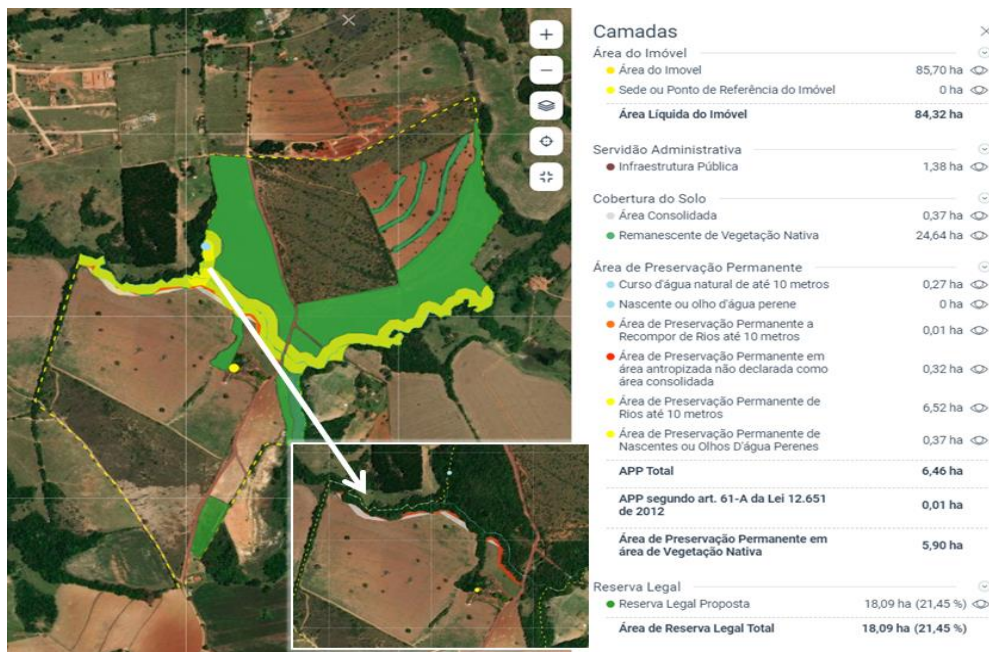 Camadas
Área do Imóvel
Área do Imovel 85,70 ha
Sede ou Ponto de Referência do Imóvel 0 ha
Área Líquida do Imóvel 84,32 ha
Servidão Administrativa
Infraestrutura Pública 1,38 ha
Cobertura do Solo
Área Consolidada 0,37 ha
Remanescente de Vegetação Nativa 24,64 ha
Área de Preservação Permanente
Curso d'água natural de até 10 metros 0,27 ha
Nascente ou olho d'água perene 0 ha
Área de Preservação Permanente a
Recompor de Rios até 10 metros 0,01 ha
Área de Preservação Permanente em
área antropizada não declarada como
área consolidada 0,32 ha
Área de Preservação Permanente de
Rios até 10 metros 6,52 ha
Área de Preservação Permanente de
Nascentes ou Olhos D'água Perenes 0,37 ha
APP Total 6,46 ha
APP segundo art. 61-A da Lei 12.651
de 2012 0,01 ha
Área de Preservação Permanente em
área de Vegetação Nativa 5,90 ha
Reserva Legal
Reserva Legal Proposta 18,09 ha (21,45 %)
Área de Reserva Legal Total 18,09 ha (21,45 %)